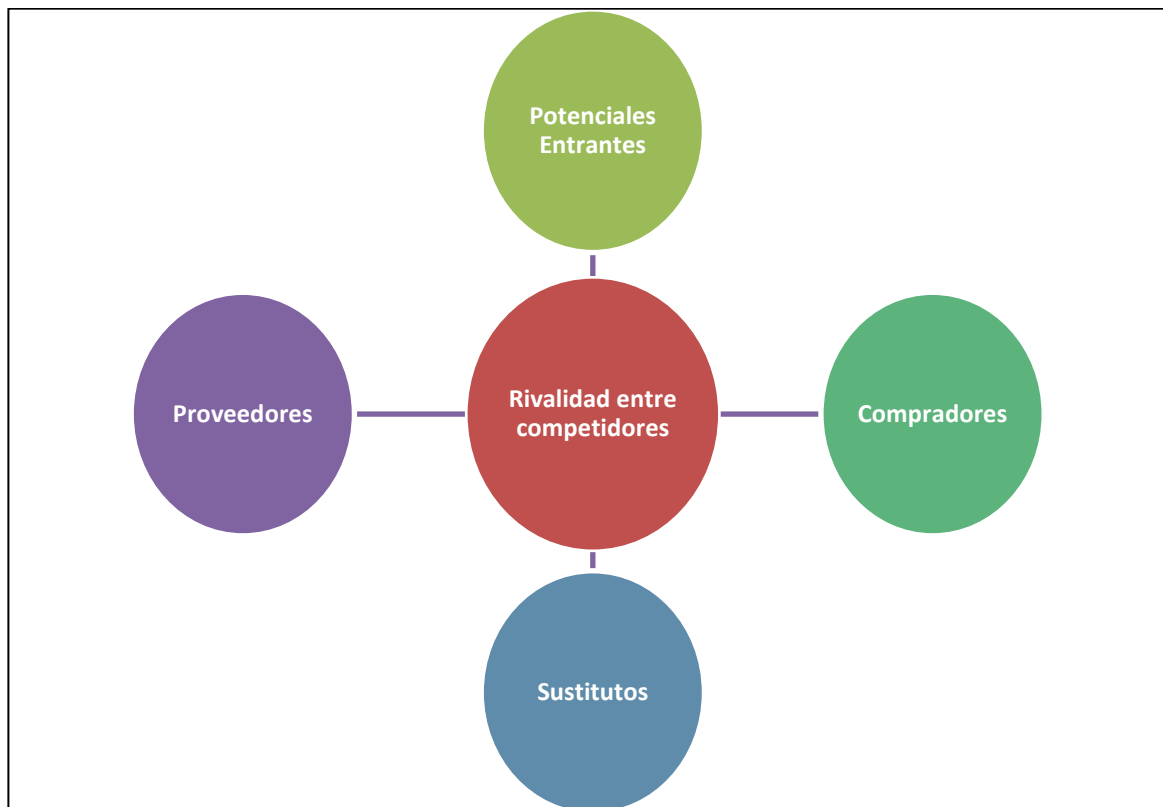 Potenciales
Entrantes
Proveedores
Rivalidad entre
competidores
Compradores
Sustitutos